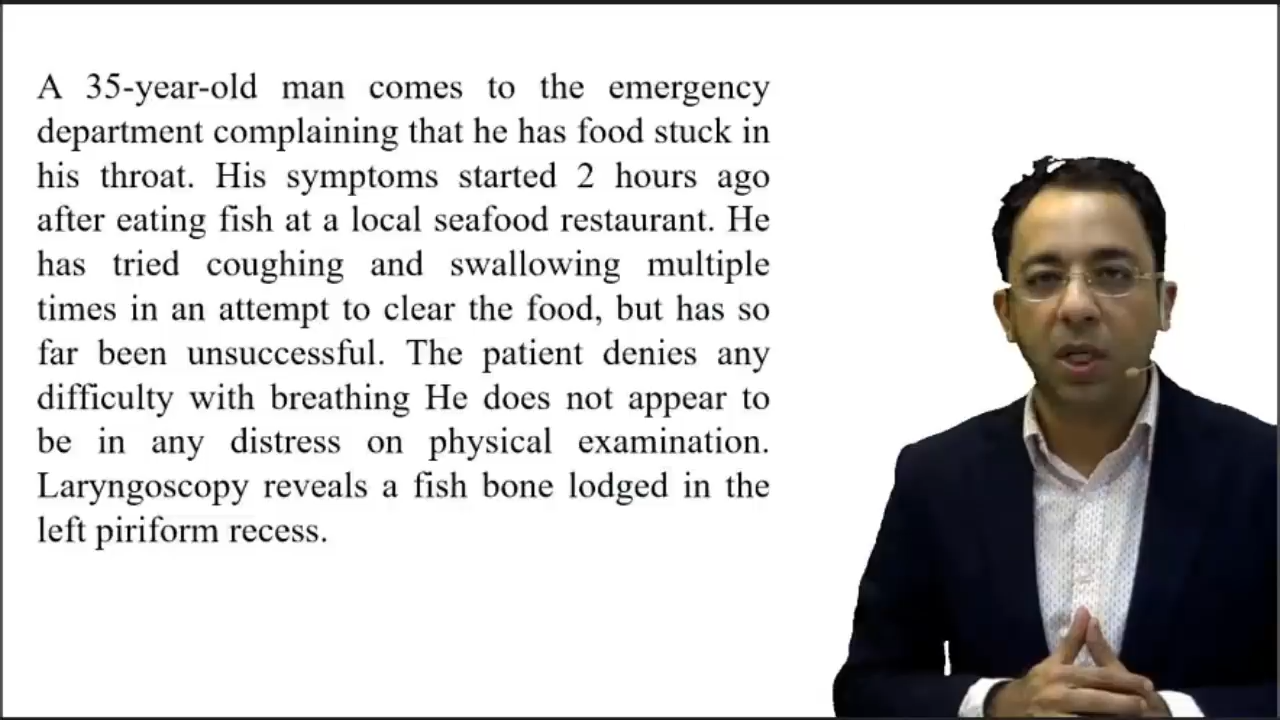 A 35-year-old man comes to the emergency
department complaining that he has food stuck in
his throat. His symptoms started 2 hours ago
after eating fish at a local seafood restaurant. He
has tried coughing and swallowing multiple
times in an attempt to clear the food, but has so
far been unsuccessful. The patient denies any
difficulty with breathing He does not appear to
be in any distress on physical examination.
Laryngoscopy reveals a fish bone lodged in the
left piriform recess.